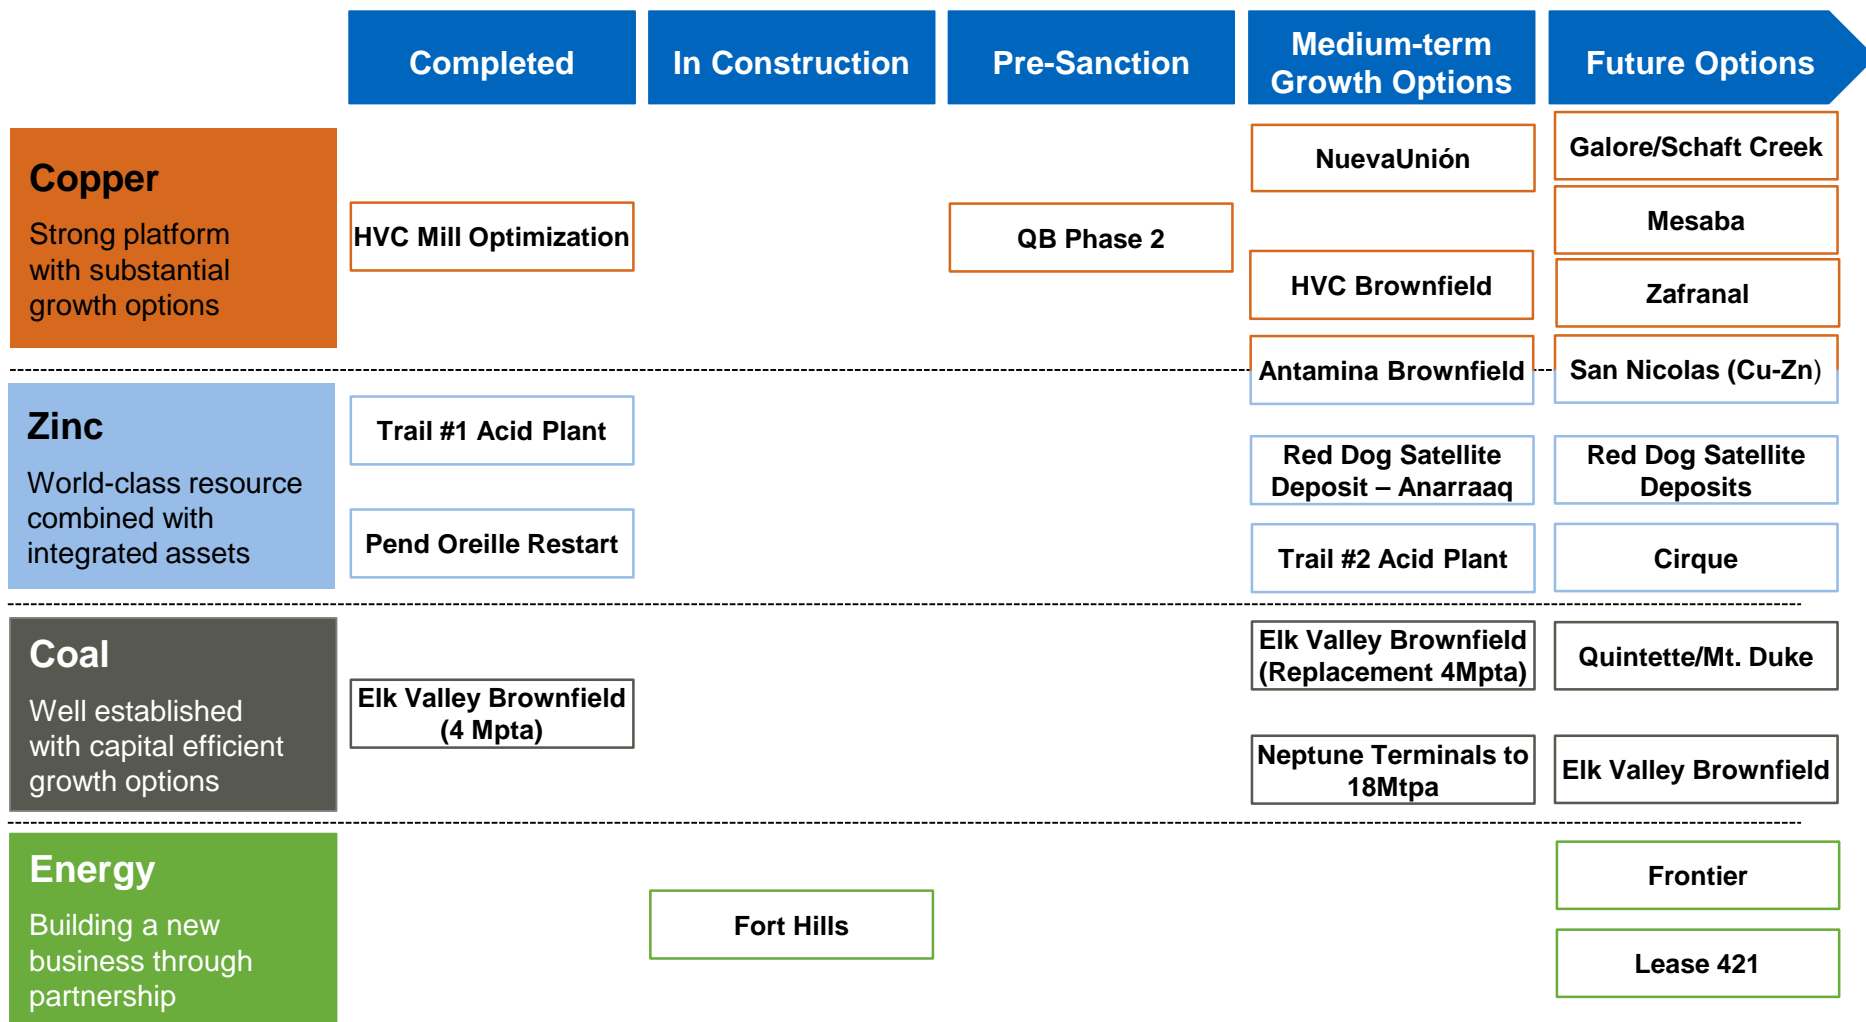 Completed
In Construction
Pre-Sanction
Medium-term
Growth Options
Future Options
Copper
Strong platform
with substantial
growth options
HVC Mill Optimization
QB Phase 2
NuevaUnión
HVC Brownfield
Antamina Brownfield
Galore/Schaft Creek
Mesaba
Zafranal
San Nicolas (Cu-Zn)
Zinc
World-class resource
combined with
integrated assets
Trail #1 Acid Plant
Pend Oreille Restart
Red Dog Satellite
Deposit – Anarraaq
Trail #2 Acid Plant
Red Dog Satellite
Deposits
Cirque
Coal
Well established
with capital efficient
growth options
Elk Valley Brownfield
(4 Mpta)
Elk Valley Brownfield
(Replacement 4Mpta)
Neptune Terminals to
18Mtpa
Quintette/Mt. Duke
Elk Valley Brownfield
Energy
Building a new
business through
partnership
Fort Hills
Frontier
Lease 421